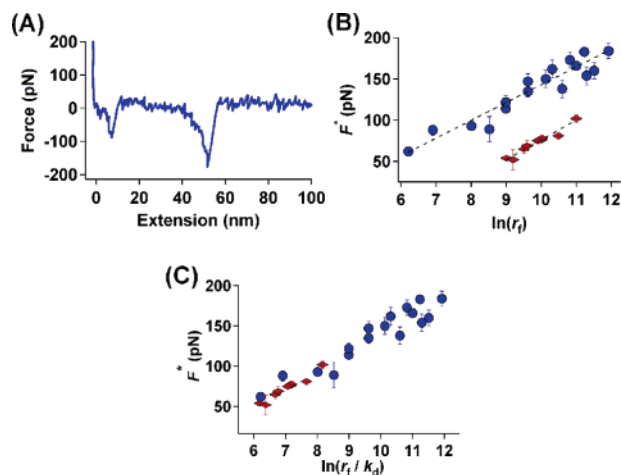 (A)
200
100
0
-100
-200
Force (pN)
0 20 40 60 80 100
Extension (nm)
(B)
200
150
100
50
F* (pN)
6 7 8 9 10 11 12
ln(rf)
(C)
200
150
100
50
F* (pN)
6 7 8 9 10 11 12
ln(rf / kd)